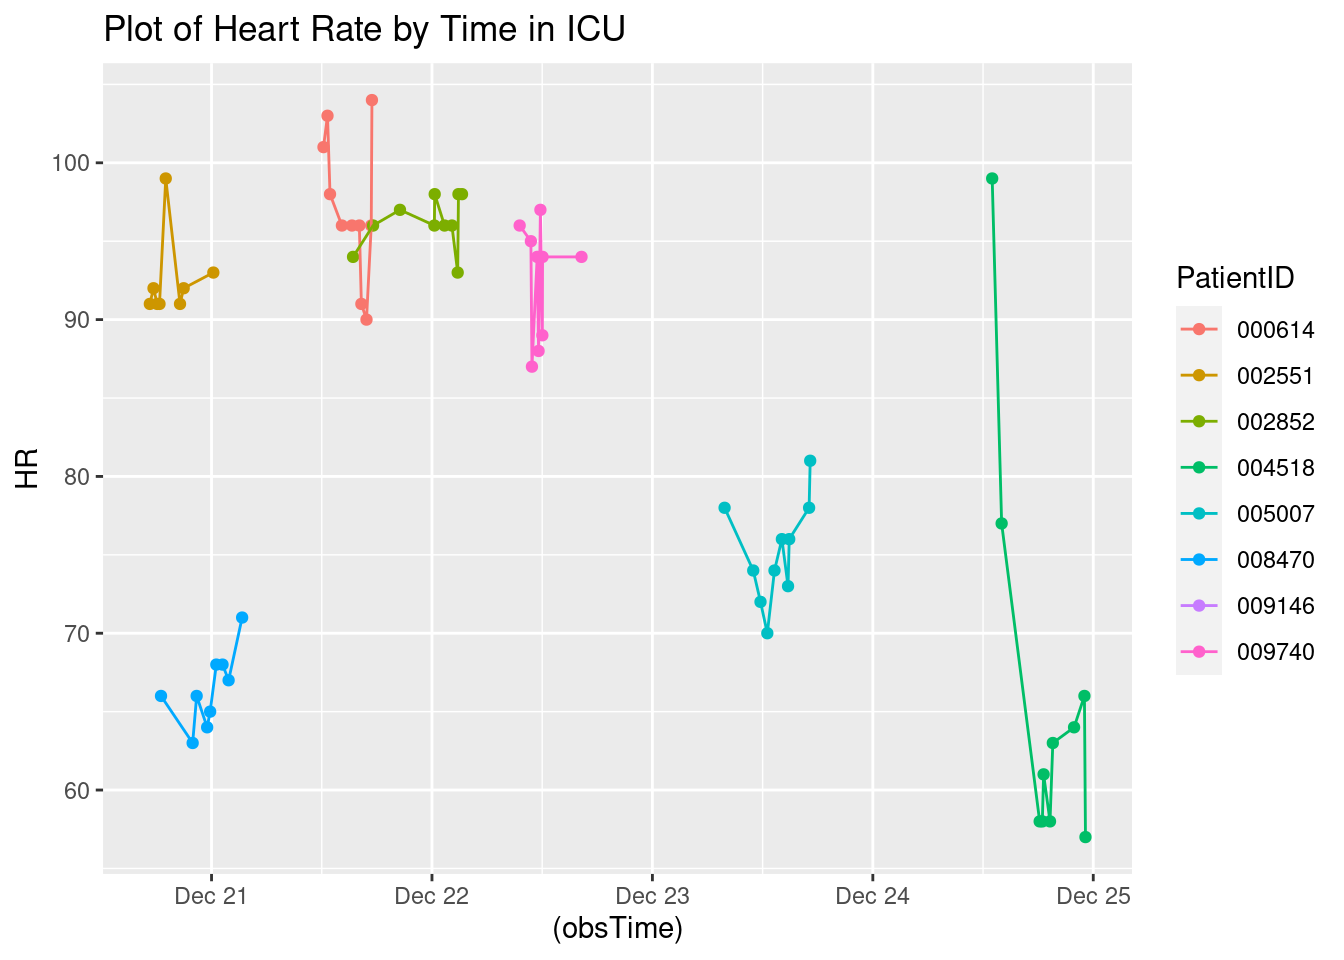 Plot of Heart Rate by Time in ICU
HR
100
90
80
70
60
Dec 21
Dec 22
Dec 23
Dec 24
Dec 25
(obsTime)
PatientID
000614
002551
002852
004518
005007
008470
009146
009740